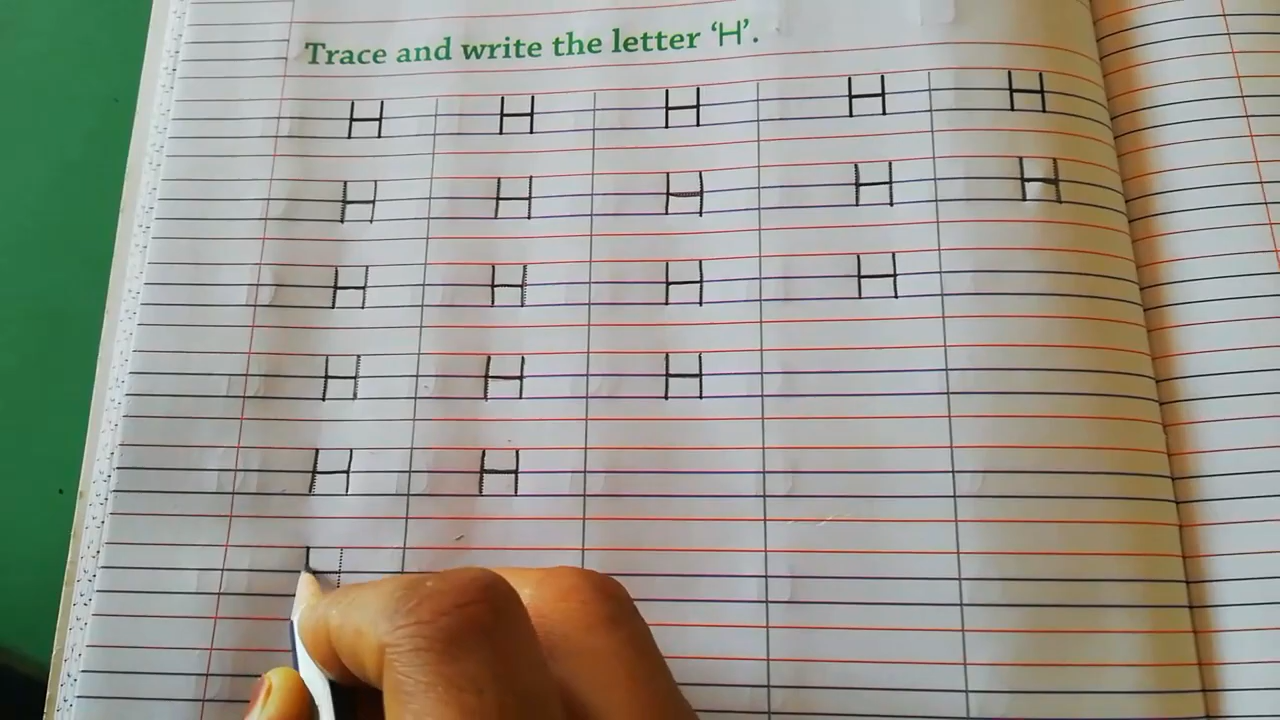 Trace and write the letter ‘H’.
H H H H H
H H H H H
H H H H
H H H
H H